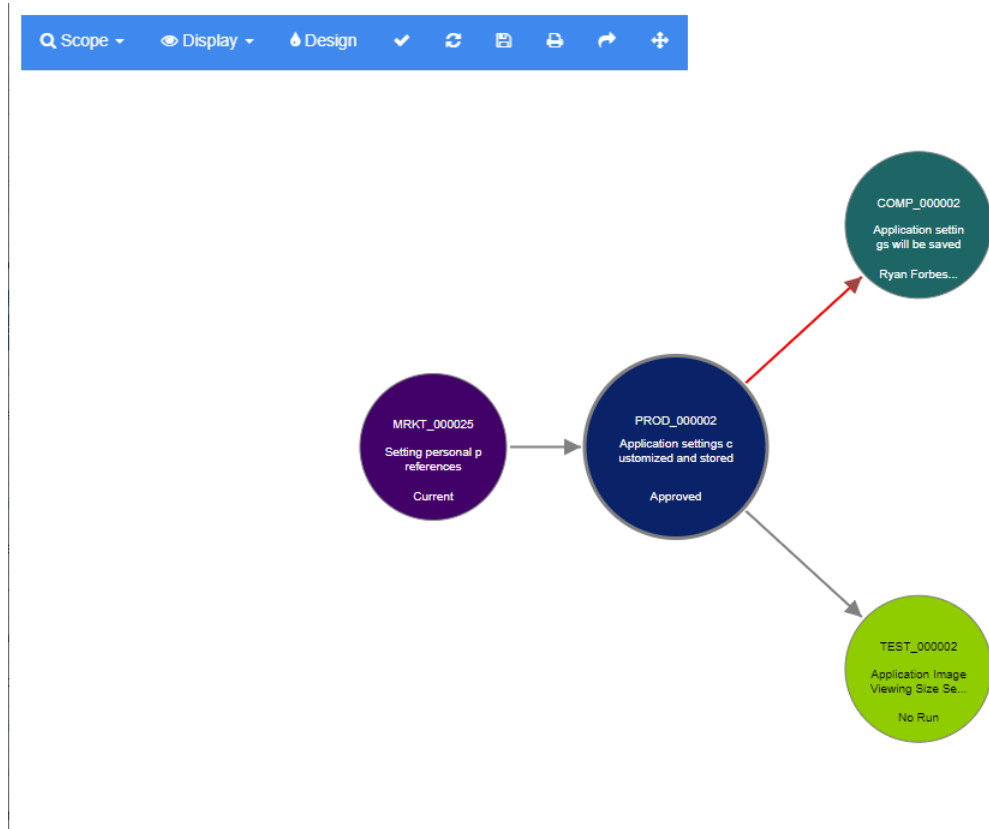 Scope Display Design
COMP_000002
Application settin
gs will be saved
Ryan Forbes...
MRKT_000025
Setting personal p
references
Current
PROD_000002
Application settings c
ustomized and stored
Approved
TEST_000002
Application Image
Viewing Size Se...
No Run